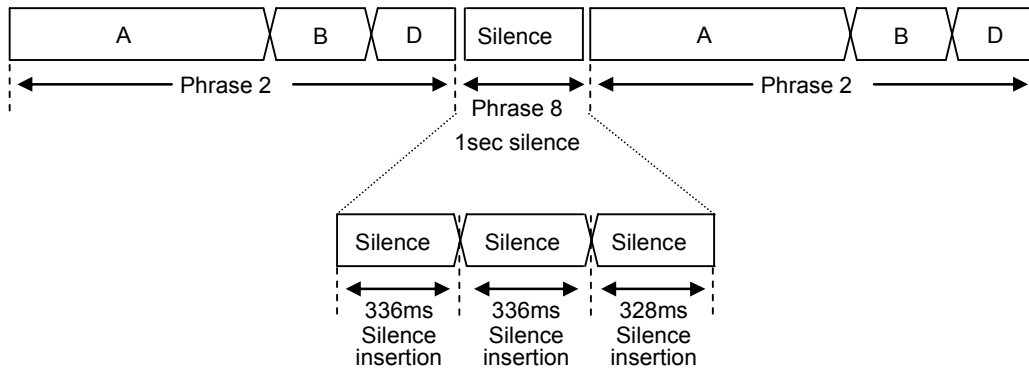 A B D Silence A B D
Phrase 2 Phrase 8 Phrase 2
1sec silence
Silence Silence Silence
336ms 336ms 328ms
Silence Silence Silence
insertion insertion insertion